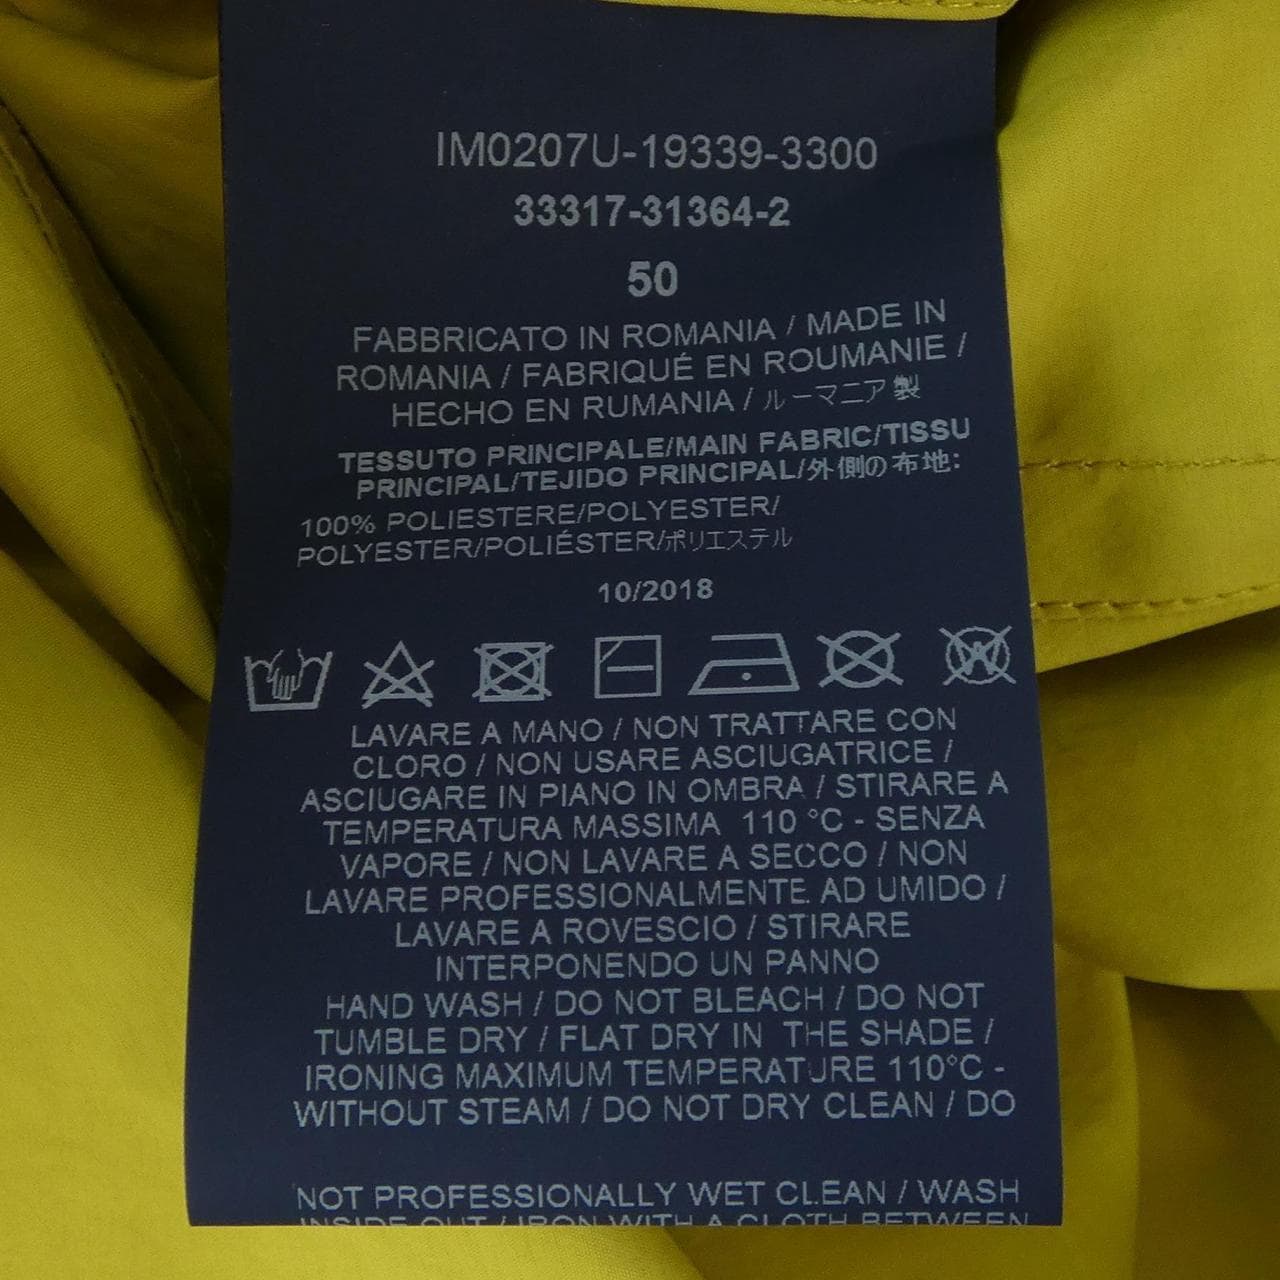 IM0207U-19339-3300
33317-31364-2
50
FABBRICATO IN ROMANIA / MADE IN
ROMANIA / FABRIQUÉ EN ROUMANIE /
HECHO EN RUMANIA / ルーマニア製
TESSUTO PRINCIPALE/MAIN FABRIC/TISSU
PRINCIPAL/TEJIDO PRINCIPAL/外側の布地:
100% POLIESTERE/POLYESTER/
POLYESTER/POLIÉSTER/ポリエステル
10/2018
LAVARE A MANO / NON TRATTARE CON
CLORO / NON USARE ASCIUGATRICE /
ASCIUGARE IN PIANO IN OMBRA / STIRARE A
TEMPERATURA MASSIMA 110 °C - SENZA
VAPORE / NON LAVARE A SECCO / NON
LAVARE PROFESSIONALMENTE AD UMIDO /
LAVARE A ROVESCIO / STIRARE
INTERPONENDO UN PANNO
HAND WASH / DO NOT BLEACH / DO NOT
TUMBLE DRY / FLAT DRY IN THE SHADE /
IRONING MAXIMUM TEMPERATURE 110°C -
WITHOUT STEAM / DO NOT DRY CLEAN / DO
NOT PROFESSIONALLY WET CLEAN / WASH
INSIDE OUT / IRON WITH A CLOTH BETWEEN